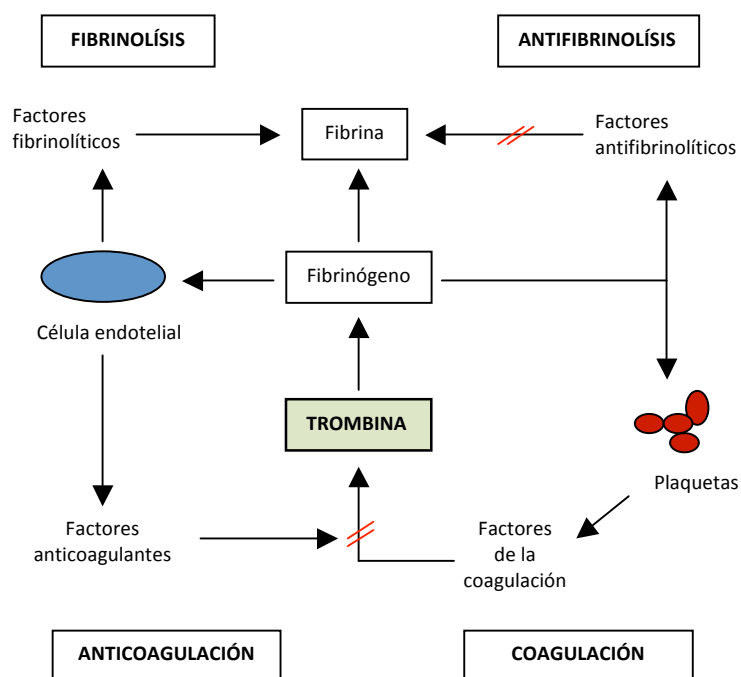 FIBRINOLÍSIS
ANTIFIBRINOLÍSIS
Factores
fibrinolíticos
Fibrina
Factores
antifibrinolíticos
Fibrinógeno
Célula endotelial
TROMBINA
Plaquetas
Factores
anticoagulantes
Factores
de la
coagulación
ANTICOAGULACIÓN
COAGULACIÓN